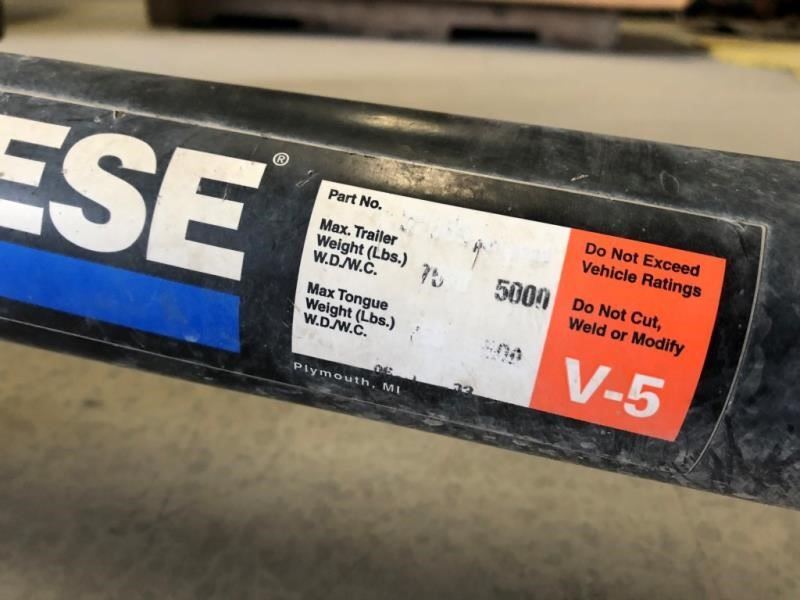 ESE®
Part No.
Max. Trailer
Weight (Lbs.)
W.D./W.C.
5000
Max Tongue
Weight (Lbs.)
W.D./W.C.
500
Plymouth, MI
Do Not Exceed
Vehicle Ratings
Do Not Cut,
Weld or Modify
V-5